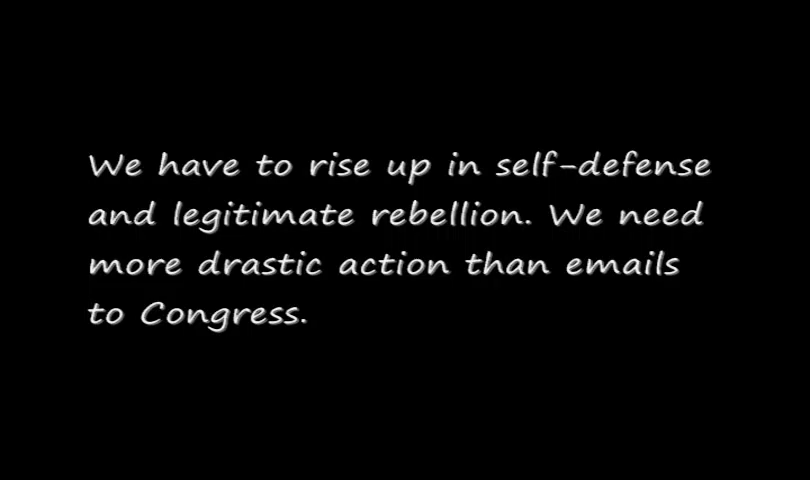 We have to rise up in self-defense
and legitimate rebellion. We need
more drastic action than emails
to Congress.